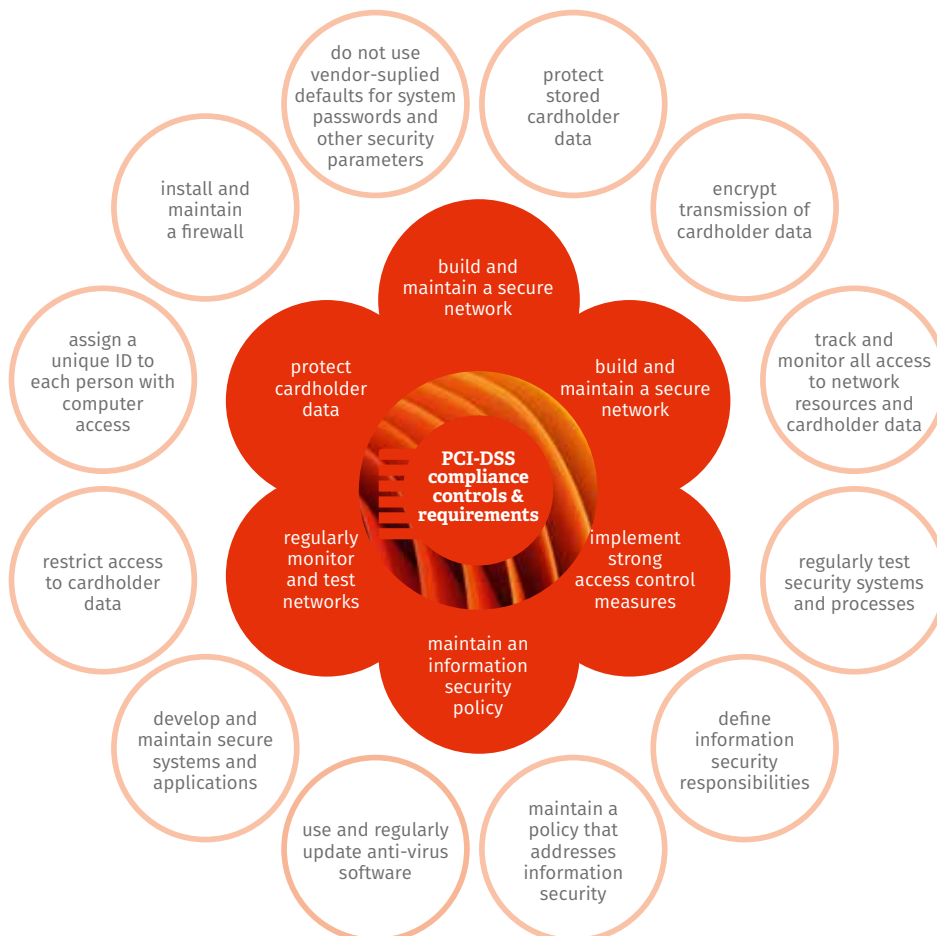 do not use
vendor-suplied
defaults for system
passwords and
other security
parameters
protect
stored
cardholder
data
install and
maintain
a firewall
encrypt
transmission of
cardholder data
build and
maintain a secure
network
assign a
unique ID to
each person with
computer
access
protect
cardholder
data
build and
maintain a secure
network
track and
monitor all access
to network
resources and
cardholder data
PCI-DSS
compliance
controls &
requirements
restrict access
to cardholder
data
regularly
monitor
and test
networks
implement
strong
access control
measures
regularly test
security systems
and processes
maintain an
information
security
policy
develop and
maintain secure
systems and
applications
define
information
security
responsibilities
use and regularly
update anti-virus
software
maintain a
policy that
addresses
information
security